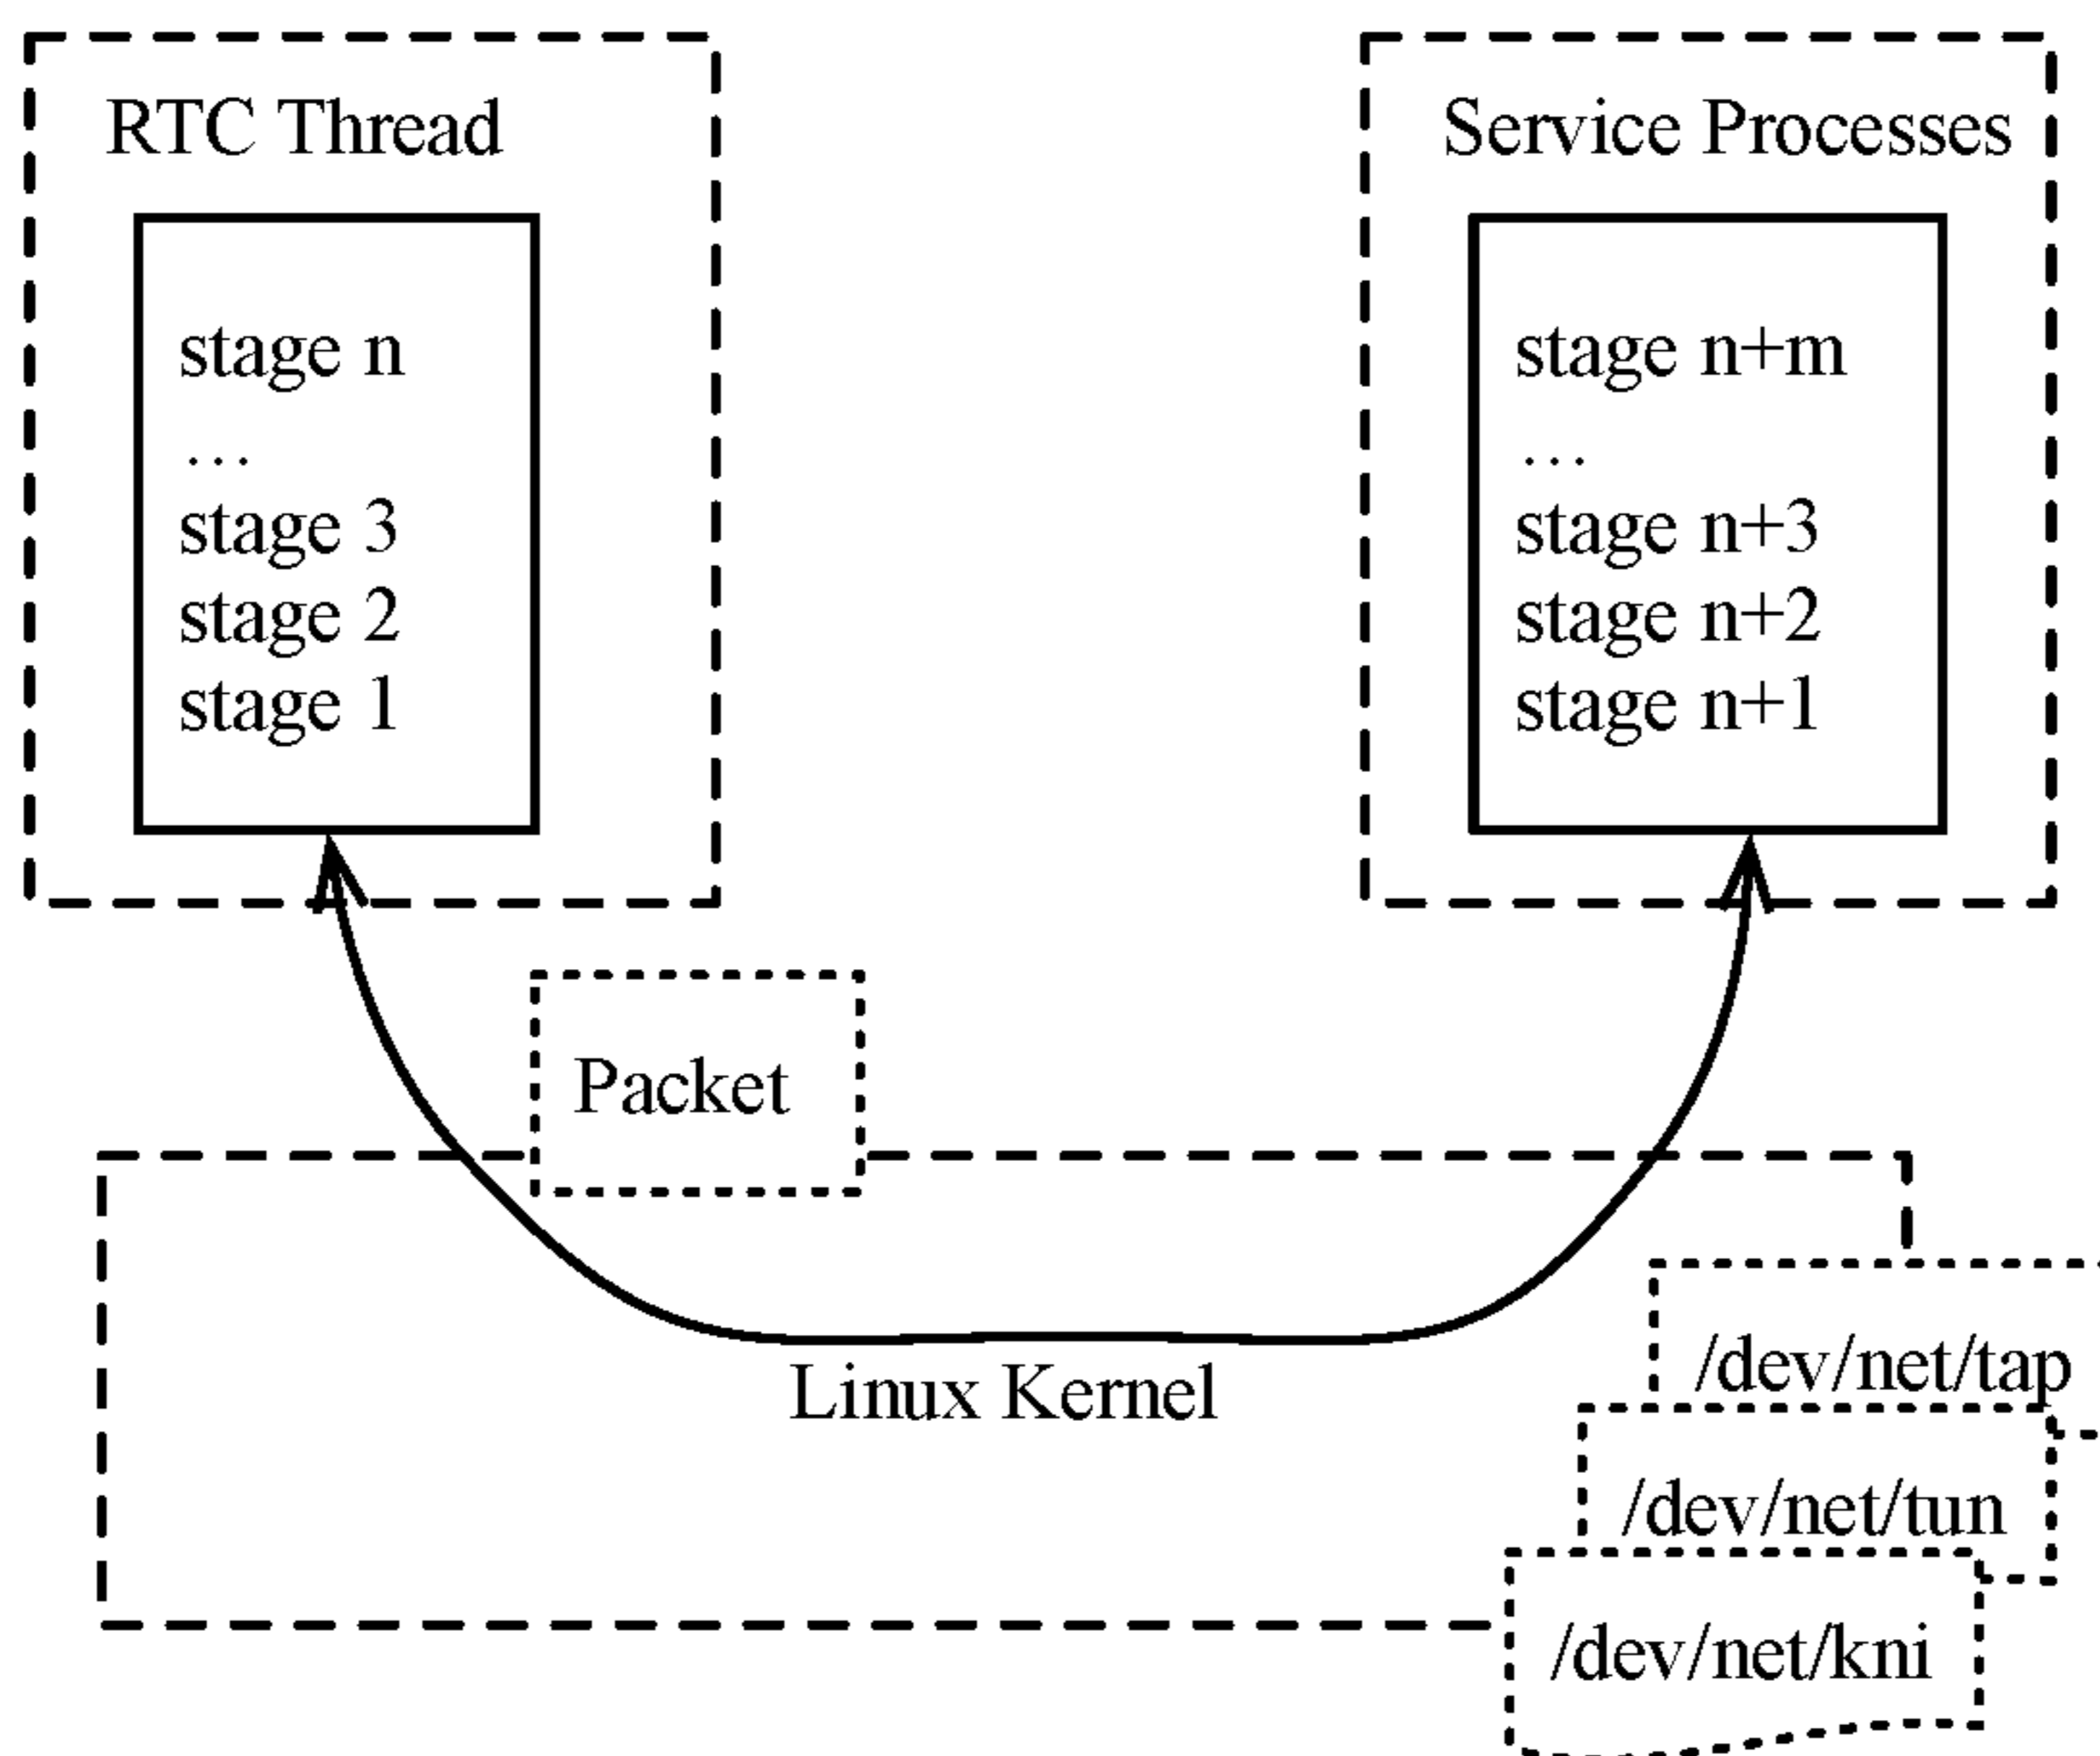 RTC Thread
stage n
...
stage 3
stage 2
stage 1
Service Processes
stage n+m
...
stage n+3
stage n+2
stage n+1
Packet
Linux Kernel
/dev/net/tap
/dev/net/tun
/dev/net/kni